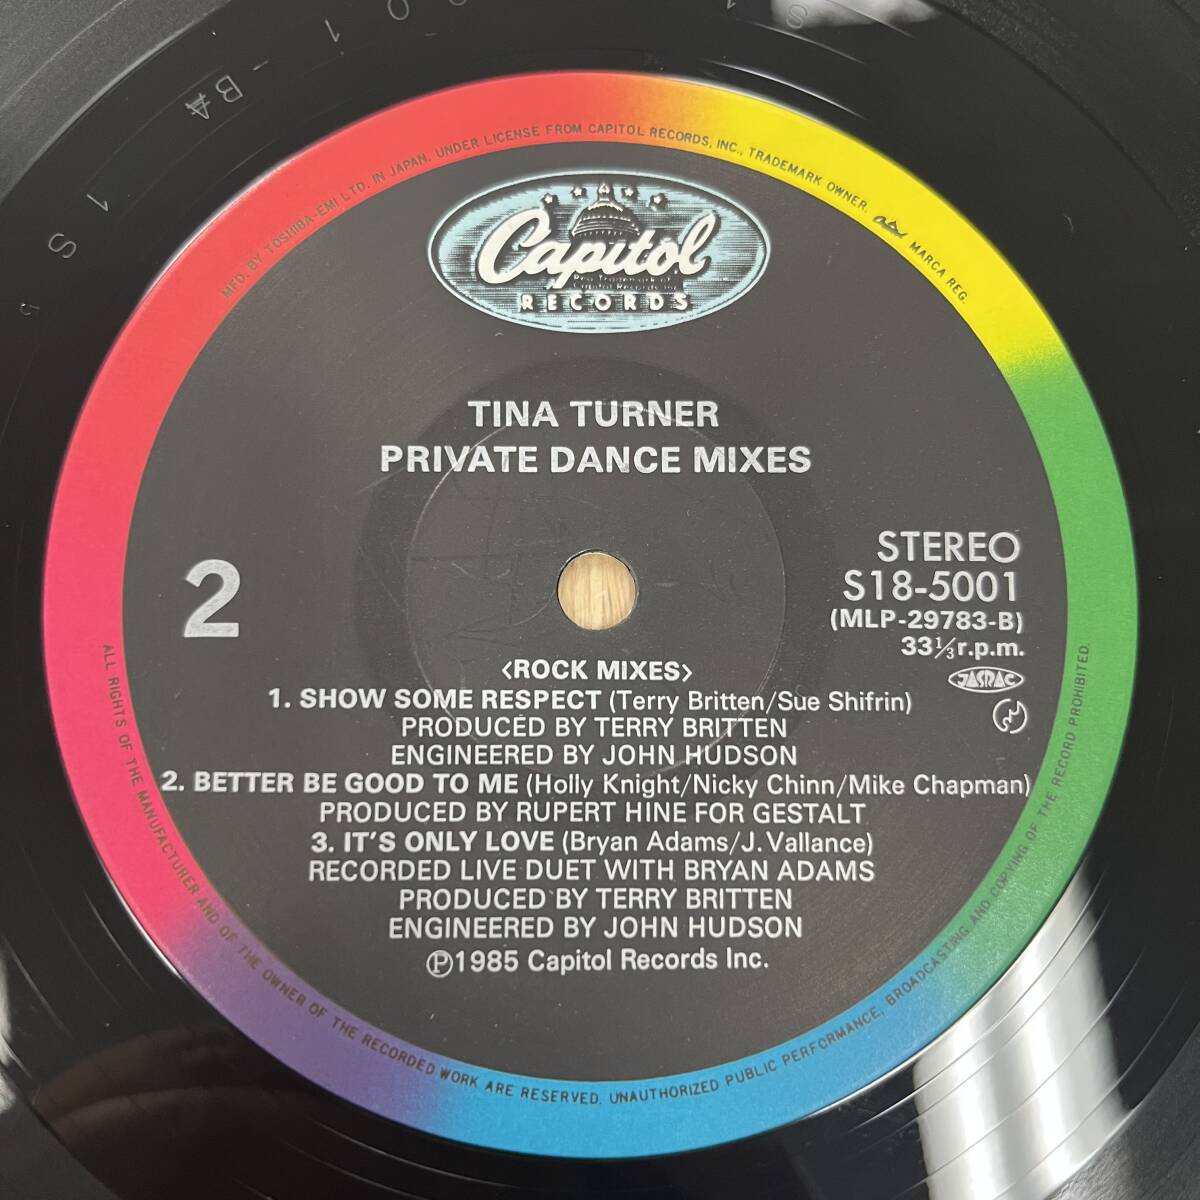 MFD. BY TOSHIBA-EMI LTD. IN JAPAN, UNDER LICENSE FROM CAPITOL RECORDS, INC., TRADEMARK OWNER. MARCA REG.
Capitol
RECORDS
TINA TURNER
PRIVATE DANCE MIXES
2
STEREO
S18-5001
(MLP-29783-B)
33⅓r.p.m.
JASRAC
<ROCK MIXES>
1. SHOW SOME RESPECT (Terry Britten/Sue Shifrin)
PRODUCED BY TERRY BRITTEN
ENGINEERED BY JOHN HUDSON
2. BETTER BE GOOD TO ME (Holly Knight/Nicky Chinn/Mike Chapman)
PRODUCED BY RUPERT HINE FOR GESTALT
3. IT'S ONLY LOVE (Bryan Adams/J. Vallance)
RECORDED LIVE DUET WITH BRYAN ADAMS
PRODUCED BY TERRY BRITTEN
ENGINEERED BY JOHN HUDSON
Ⓟ1985 Capitol Records Inc.
ALL RIGHTS OF THE MANUFACTURER AND OF THE OWNER OF THE RECORDED WORK ARE RESERVED. UNAUTHORIZED PUBLIC PERFORMANCE, BROADCASTING AND COPYING OF THE RECORD PROHIBITED.